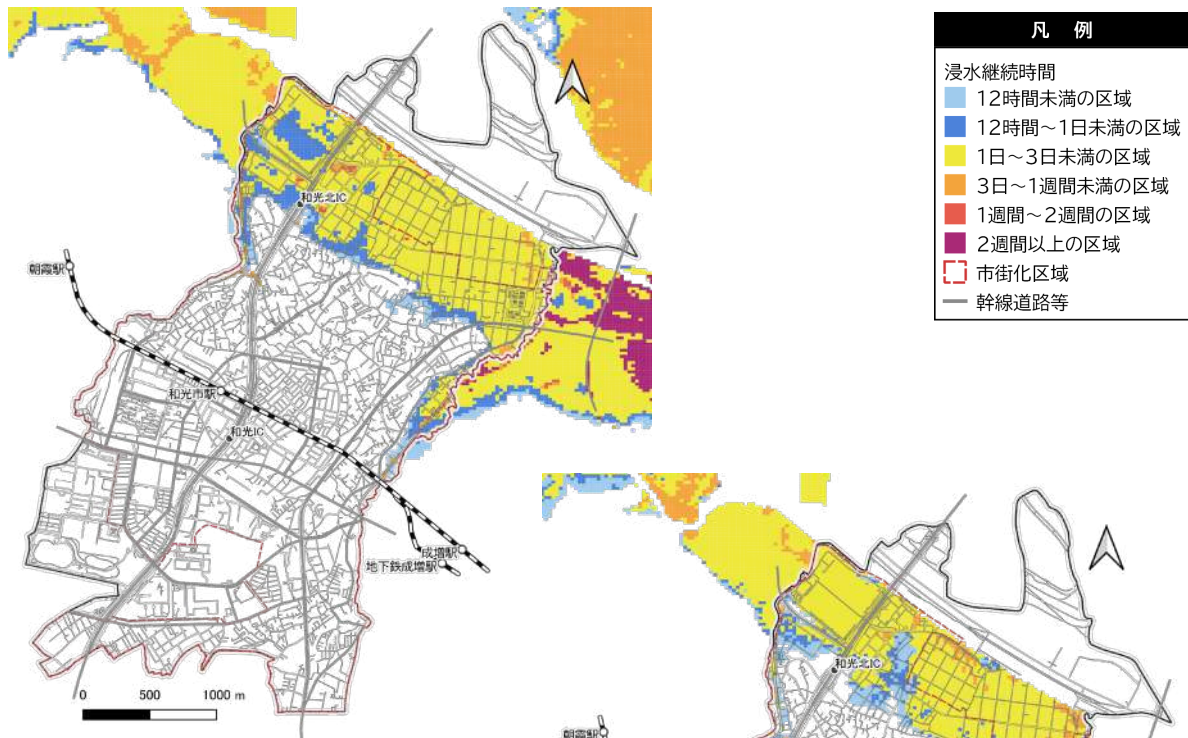 凡 例
浸水継続時間
12時間未満の区域
12時間～1日未満の区域
1日～3日未満の区域
3日～1週間未満の区域
1週間～2週間の区域
2週間以上の区域
市街化区域
幹線道路等
和光北IC
朝霞駅
和光市駅
和光IC
成増駅
地下鉄成増駅
0 500 1000 m
和光北IC
朝霞駅